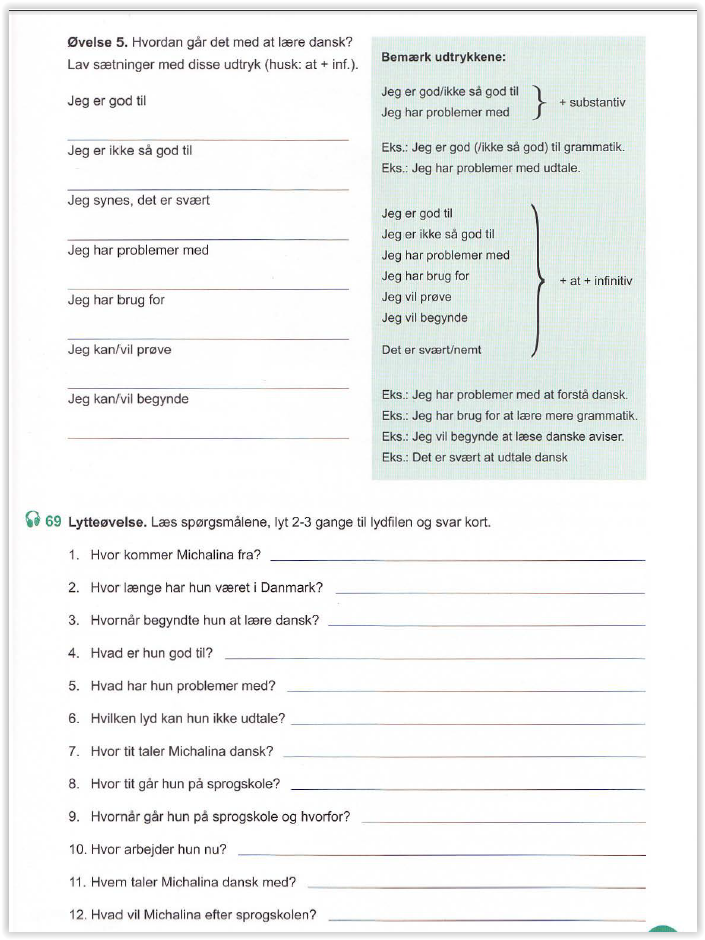 Øvelse 5. Hvordan går det med at lære dansk?
Lav sætninger med disse udtryk (husk: at + inf.).
Jeg er god til
Jeg er ikke så god til
Jeg synes, det er svært
Jeg har problemer med
Jeg har brug for
Jeg kan/vil prøve
Jeg kan/vil begynde
Bemærk udtrykkene:
Jeg er god/ikke så god til
Jeg har problemer med
+ substantiv
Eks.: Jeg er god (/ikke så god) til grammatik.
Eks.: Jeg har problemer med udtale.
Jeg er god til
Jeg er ikke så god til
Jeg har problemer med
Jeg har brug for
Jeg vil prøve
Jeg vil begynde
Det er svært/nemt
+ at + infinitiv
Eks.: Jeg har problemer med at forstå dansk.
Eks.: Jeg har brug for at lære mere grammatik.
Eks.: Jeg vil begynde at læse danske aviser.
Eks.: Det er svært at udtale dansk
69 Lytteøvelse. Læs spørgsmålene, lyt 2-3 gange til lydfilen og svar kort.
1. Hvor kommer Michalina fra?
2. Hvor længe har hun været i Danmark?
3. Hvornår begyndte hun at lære dansk?
4. Hvad er hun god til?
5. Hvad har hun problemer med?
6. Hvilken lyd kan hun ikke udtale?
7. Hvor tit taler Michalina dansk?
8. Hvor tit går hun på sprogskole?
9. Hvornår går hun på sprogskole og hvorfor?
10. Hvor arbejder hun nu?
11. Hvem taler Michalina dansk med?
12. Hvad vil Michalina efter sprogskolen?